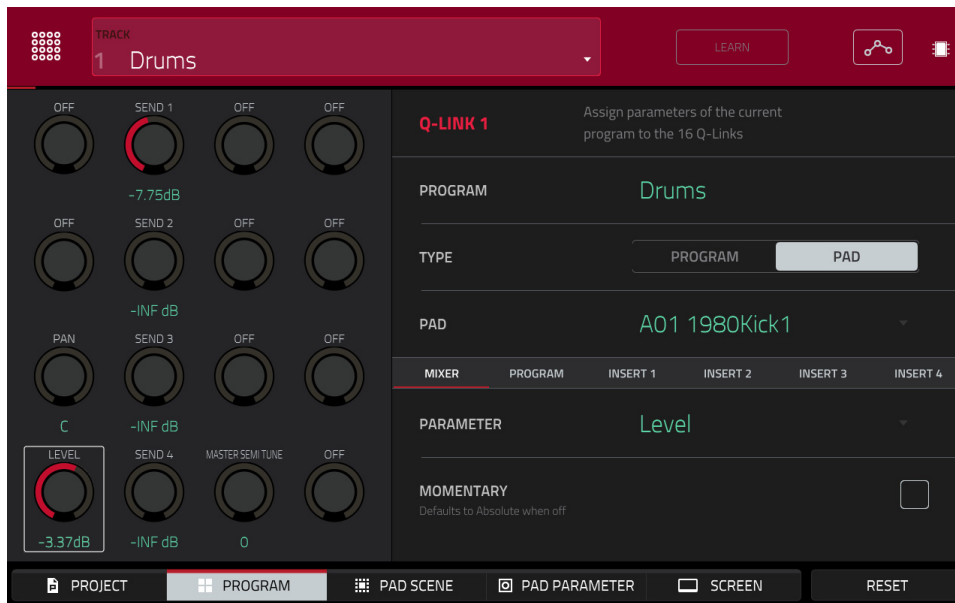 TRACK
1 Drums
LEARN
OFF SEND 1 OFF OFF
-7.75dB
OFF SEND 2 OFF OFF
-INF dB
PAN SEND 3 OFF OFF
C -INF dB
LEVEL SEND 4 MASTER SEMI TUNE OFF
-3.37dB -INF dB 0
Q-LINK 1
Assign parameters of the current
program to the 16 Q-Links
PROGRAM Drums
TYPE PROGRAM PAD
PAD A01 1980Kick1
MIXER PROGRAM INSERT 1 INSERT 2 INSERT 3 INSERT 4
PARAMETER Level
MOMENTARY
Defaults to Absolute when off
PROJECT PROGRAM PAD SCENE PAD PARAMETER SCREEN RESET